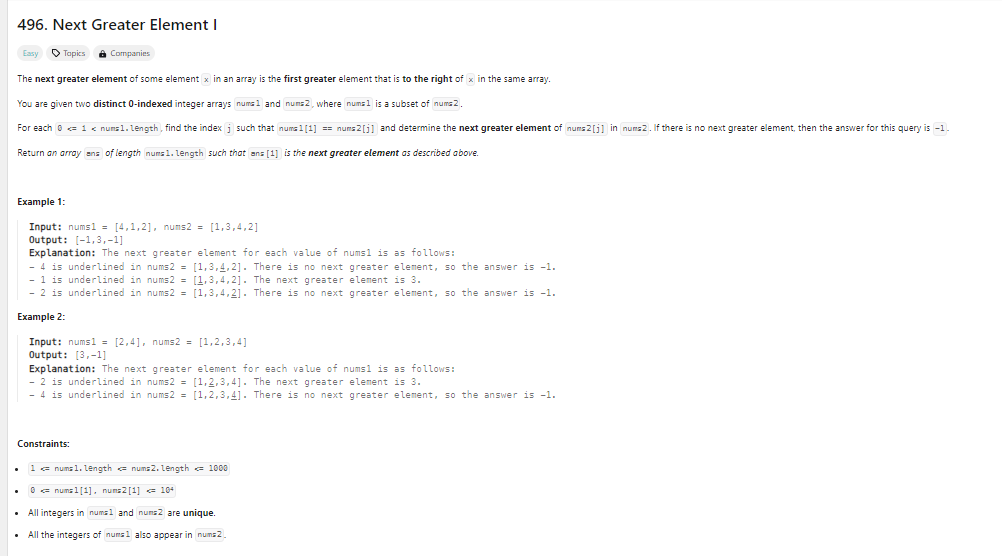 496. Next Greater Element I
Easy Topics Companies
The next greater element of some element x in an array is the first greater element that is to the right of x in the same array.
You are given two distinct 0-indexed integer arrays nums1 and nums2, where nums1 is a subset of nums2.
For each 0 <= i < nums1.length, find the index j such that nums1[i] == nums2[j] and determine the next greater element of nums2[j] in nums2. If there is no next greater element, then the answer for this query is -1.
Return an array ans of length nums1.length such that ans[i] is the next greater element as described above.
Example 1:
Input: nums1 = [4,1,2], nums2 = [1,3,4,2]
Output: [-1,3,-1]
Explanation: The next greater element for each value of nums1 is as follows:
- 4 is underlined in nums2 = [1,3,4,2]. There is no next greater element, so the answer is -1.
- 1 is underlined in nums2 = [1,3,4,2]. The next greater element is 3.
- 2 is underlined in nums2 = [1,3,4,2]. There is no next greater element, so the answer is -1.
Example 2:
Input: nums1 = [2,4], nums2 = [1,2,3,4]
Output: [3,-1]
Explanation: The next greater element for each value of nums1 is as follows:
- 2 is underlined in nums2 = [1,2,3,4]. The next greater element is 3.
- 4 is underlined in nums2 = [1,2,3,4]. There is no next greater element, so the answer is -1.
Constraints:
• 1 <= nums1.length <= nums2.length <= 1000
• 0 <= nums1[i], nums2[i] <= 10⁴
• All integers in nums1 and nums2 are unique.
• All the integers of nums1 also appear in nums2.